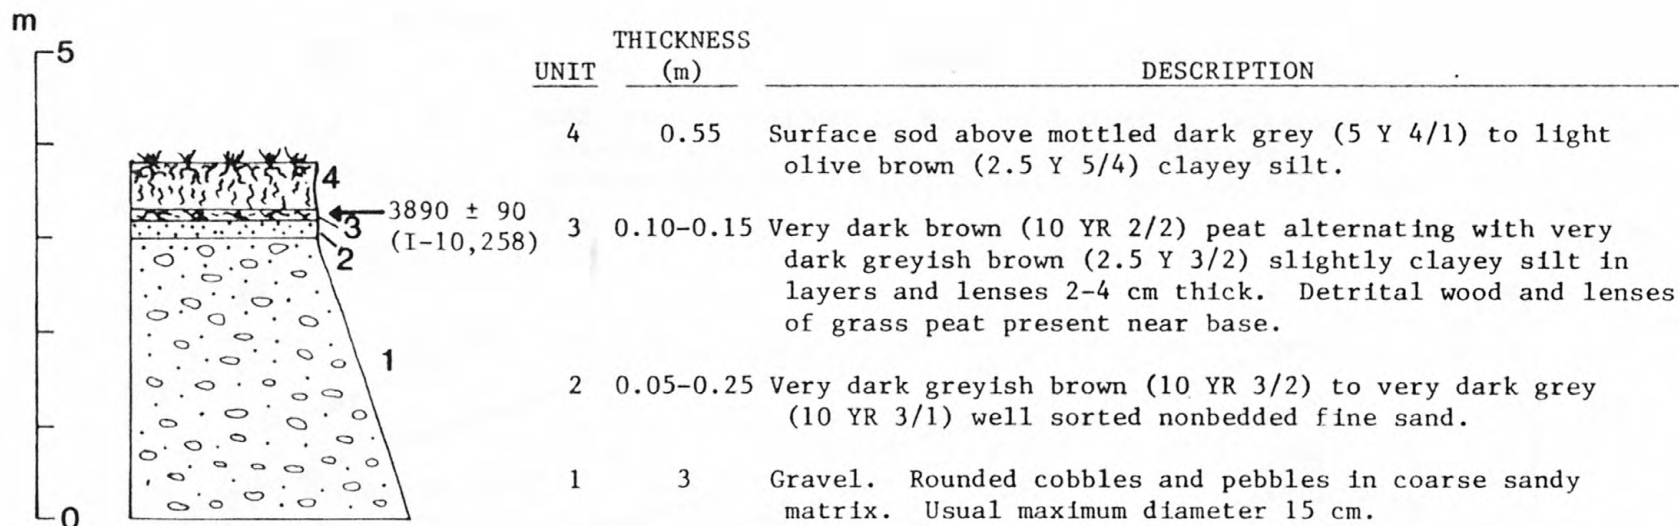 m
5
THICKNESS
UNIT (m) DESCRIPTION
4 0.55 Surface sod above mottled dark grey (5 Y 4/1) to light
olive brown (2.5 Y 5/4) clayey silt.
4
3890 ± 90
(I-10,258)
3
2
3 0.10-0.15 Very dark brown (10 YR 2/2) peat alternating with very
dark greyish brown (2.5 Y 3/2) slightly clayey silt in
layers and lenses 2-4 cm thick. Detrital wood and lenses
of grass peat present near base.
1
2 0.05-0.25 Very dark greyish brown (10 YR 3/2) to very dark grey
(10 YR 3/1) well sorted nonbedded fine sand.
1 3 Gravel. Rounded cobbles and pebbles in coarse sandy
matrix. Usual maximum diameter 15 cm.
0